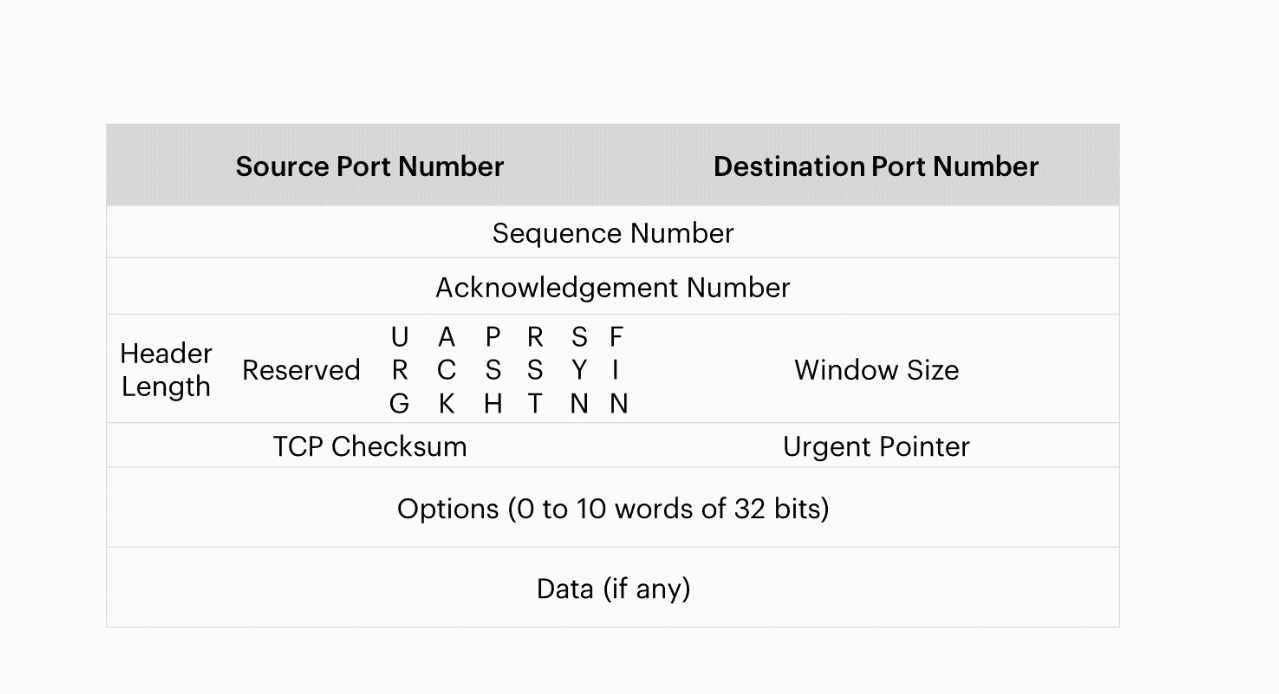 Source Port Number Destination Port Number
Sequence Number
Acknowledgement Number
U A P R S F
Header
Length Reserved R C S S Y I Window Size
G K H T N N
TCP Checksum Urgent Pointer
Options (0 to 10 words of 32 bits)
Data (if any)